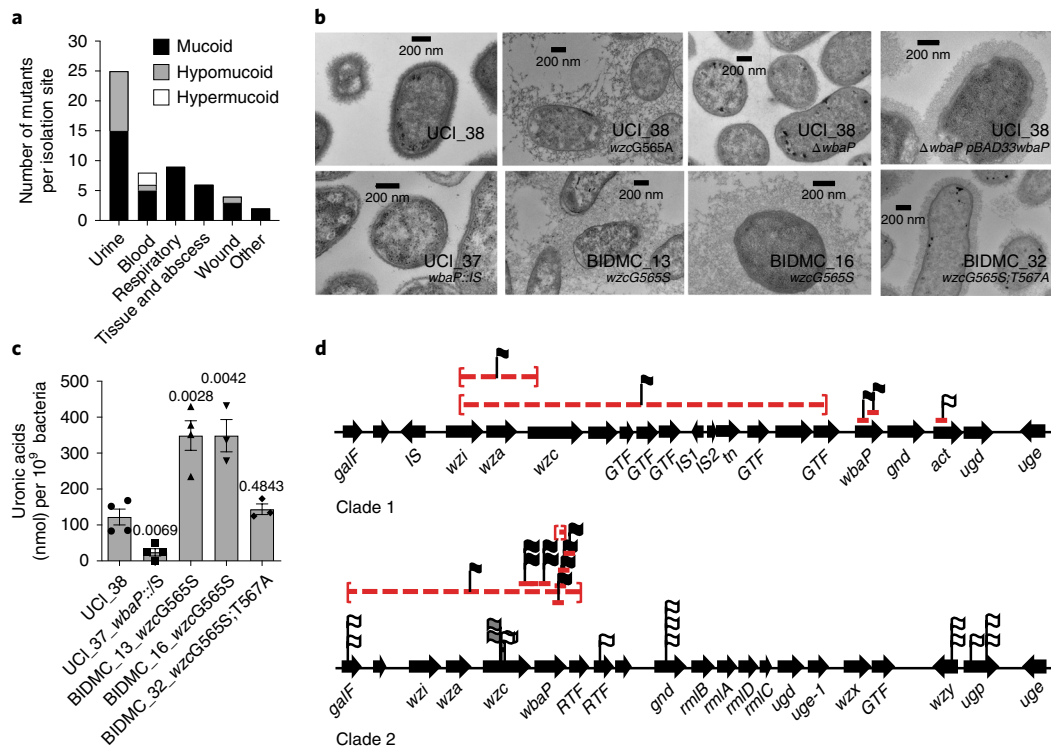 a
Number of mutants
per isolation site
30
25
20
15
10
5
0
Mucoid
Hypomucoid
Hypermucoid
Urine
Blood
Respiratory
Tissue and abscess
Wound
Other
b
200 nm
UCI_38
200 nm
UCI_38
wzcG565A
200 nm
UCI_38
ΔwbaP
200 nm
UCI_38
ΔwbaP pBAD33wbaP
200 nm
UCI_37
wbaP::IS
200 nm
BIDMC_13
wzcG565S
200 nm
BIDMC_16
wzcG565S
200 nm
BIDMC_32
wzcG565S;T567A
c
Uronic acids
(nmol) per 10⁹ bacteria
500
400
300
200
100
0
0.0069
0.0028
0.0042
0.4843
UCI_38
UCI_37_wbaP::IS
BIDMC_13_wzcG565S
BIDMC_16_wzcG565S
BIDMC_32_wzcG565S;T567A
d
galF IS wzi wza wzc GTF GTF GTF IS1 IS2 tn GTF GTF wbaP gnd act ugd uge
Clade 1
galF wzi wza wzc wbaP RTF RTF gnd rmlB rmlA rmlD rmlC ugd uge-1 wzx GTF wzy ugp uge
Clade 2